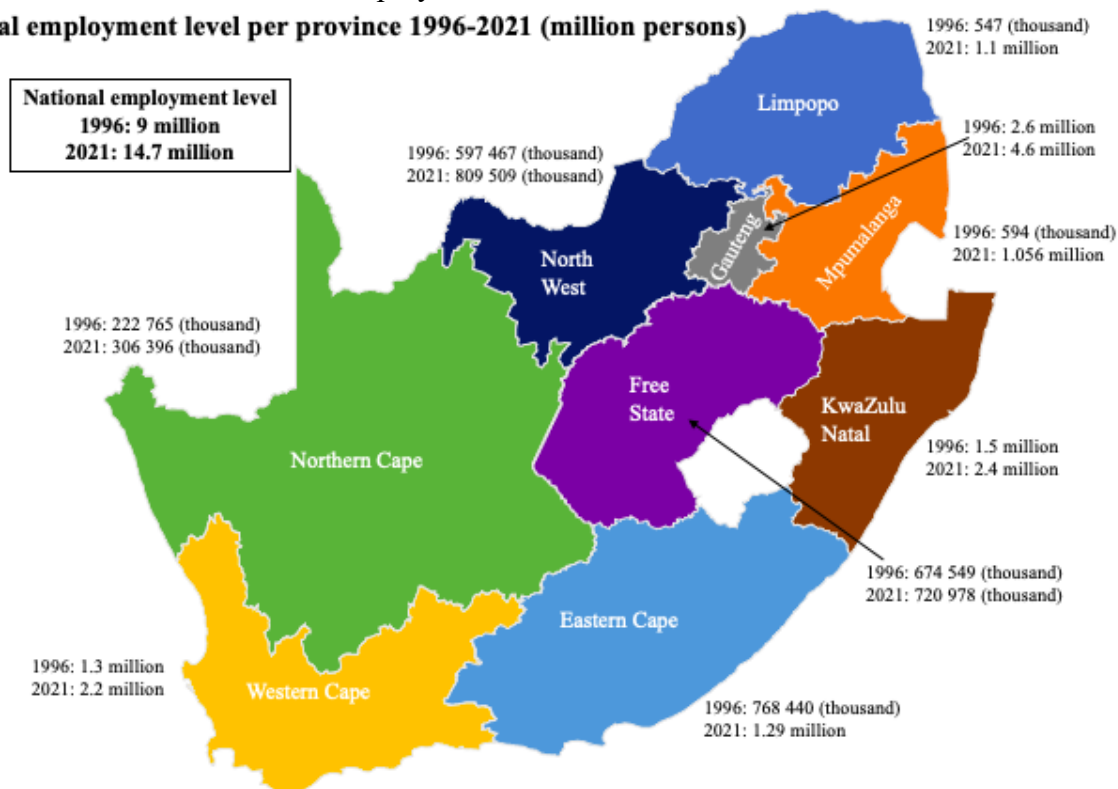 al employment level per province 1996-2021 (million persons)
National employment level
1996: 9 million
2021: 14.7 million
1996: 547 (thousand)
2021: 1.1 million
Limpopo
1996: 2.6 million
2021: 4.6 million
1996: 597 467 (thousand)
2021: 809 509 (thousand)
North
West
Gauteng
Mpumalanga
1996: 594 (thousand)
2021: 1.056 million
1996: 222 765 (thousand)
2021: 306 396 (thousand)
Free
State
KwaZulu
Natal
Northern Cape
1996: 1.5 million
2021: 2.4 million
1996: 674 549 (thousand)
2021: 720 978 (thousand)
Eastern Cape
1996: 1.3 million
2021: 2.2 million
Western Cape
1996: 768 440 (thousand)
2021: 1.29 million